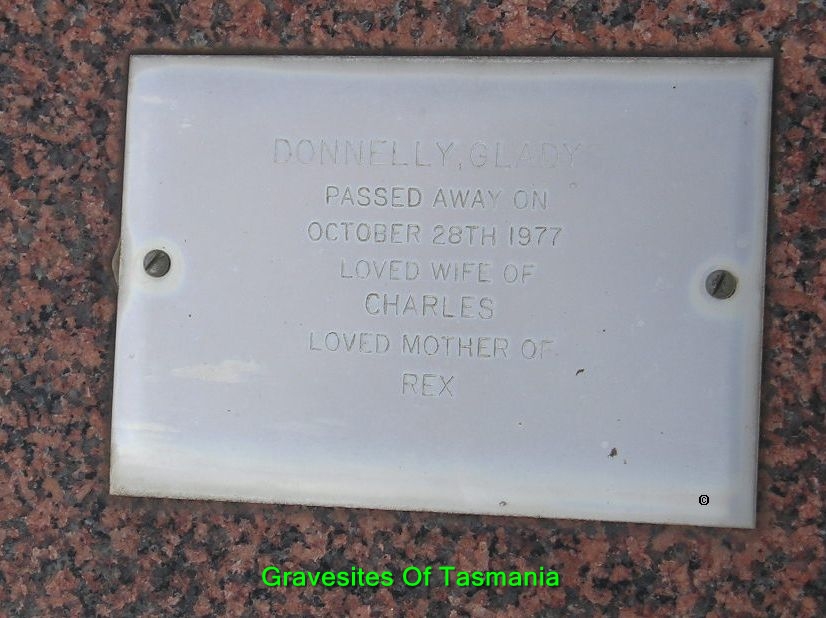 DONNELLY, GLADYS
PASSED AWAY ON
OCTOBER 28TH 1977
LOVED WIFE OF
CHARLES
LOVED MOTHER OF
REX
©
Gravesites Of Tasmania